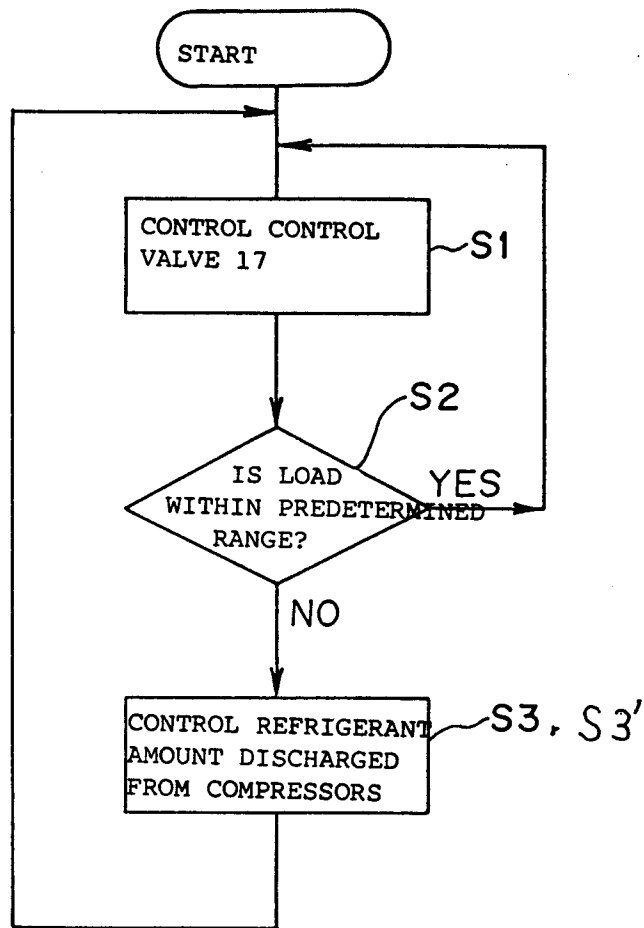 START
CONTROL CONTROL
VALVE 17
S1
S2
IS LOAD
WITHIN PREDETERMINED
RANGE?
YES
NO
CONTROL REFRIGERANT
AMOUNT DISCHARGED
FROM COMPRESSORS
S3, S3'